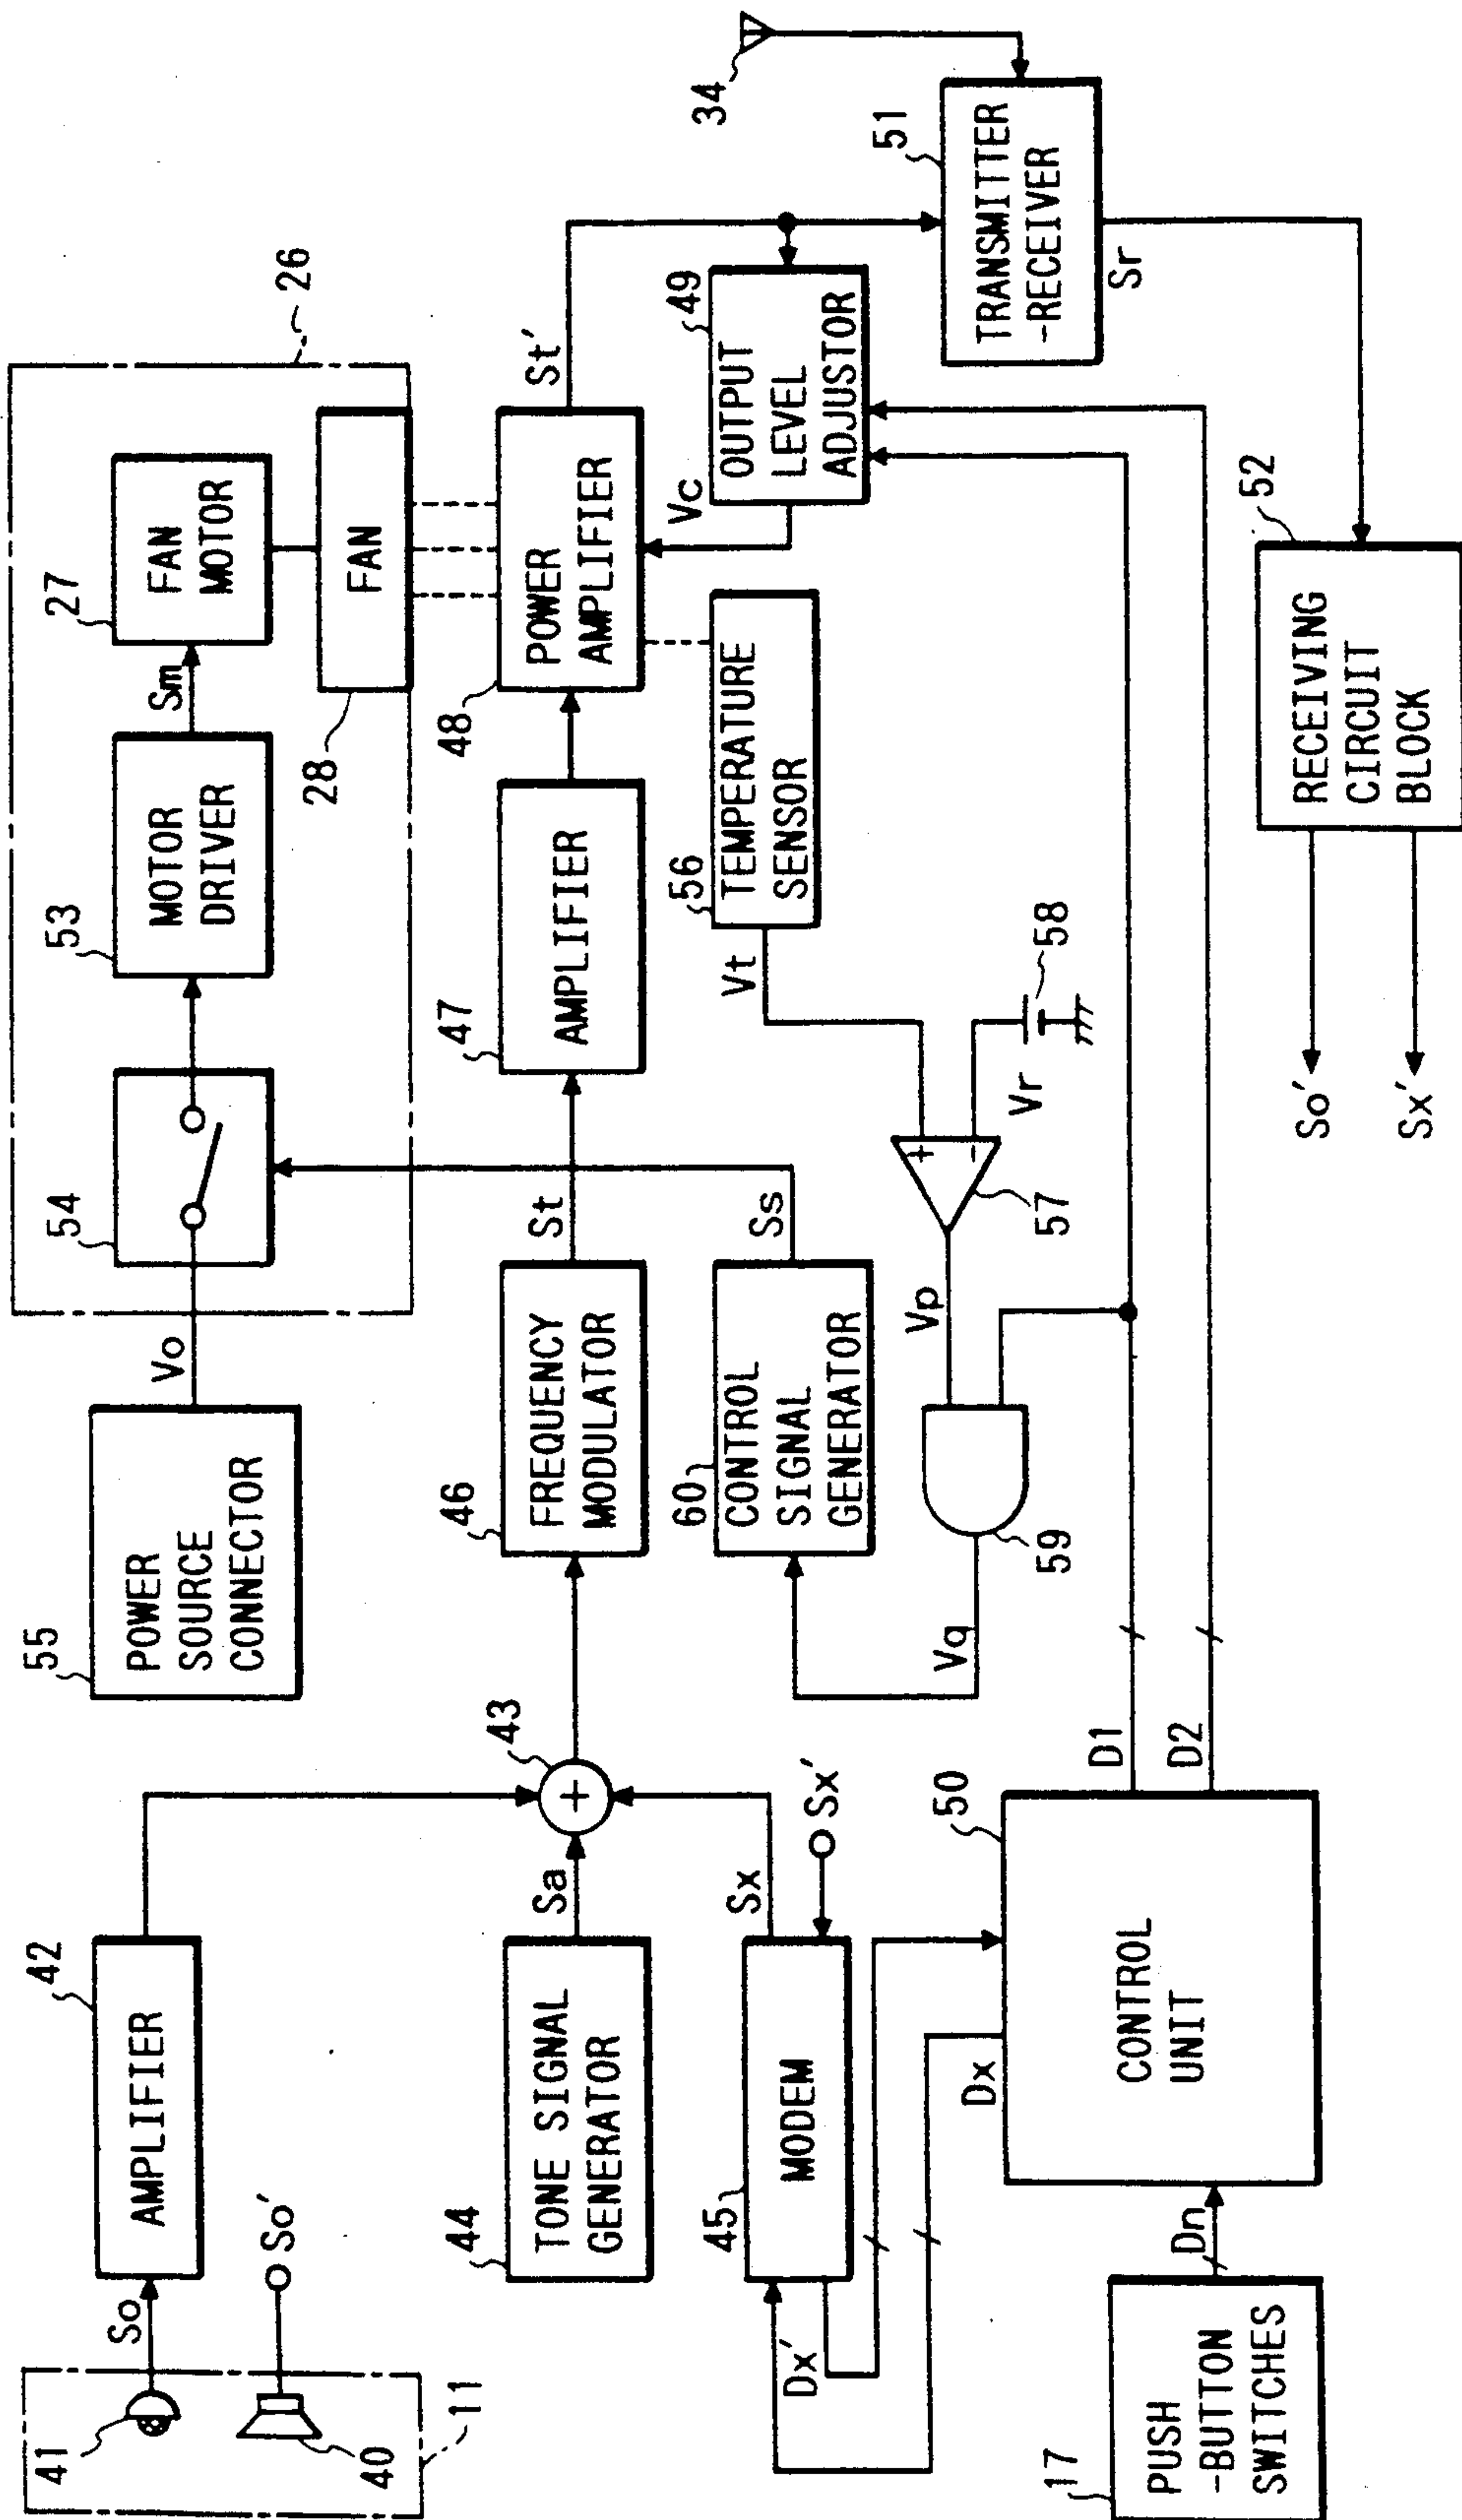 41
40
11
So
So'
42
AMPLIFIER
44
TONE SIGNAL
GENERATOR
Sa
43
+
45
MODEM
Sx
Sx'
Dx'
Dx
17
PUSH
-BUTTON
SWITCHES
Dn
50
CONTROL
UNIT
D1
D2
55
POWER
SOURCE
CONNECTOR
Vo
54
53
MOTOR
DRIVER
Sm
27
FAN
MOTOR
26
28
FAN
46
FREQUENCY
MODULATOR
St
47
AMPLIFIER
48
POWER
AMPLIFIER
St'
60
CONTROL
SIGNAL
GENERATOR
Ss
59
Vq
Vp
57
+
-
Vr
58
Vt
56
TEMPERATURE
SENSOR
Vc
49
OUTPUT
LEVEL
ADJUSTOR
34
51
TRANSMITTER
-RECEIVER
Sr
52
RECEIVING
CIRCUIT
BLOCK
So'
Sx'